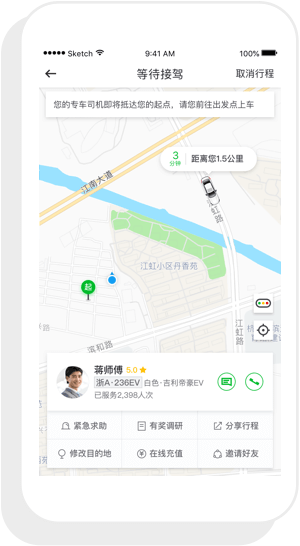 Sketch
9:41 AM
100%
等待接驾
取消行程
您的专车司机即将抵达您的起点，请您前往出发点上车
3
分钟
距离您1.5公里
江南大道
江虹路
江虹小区丹香苑
起
江虹路
滨和路
蒋师傅 5.0
浙A·236EV 白色·吉利帝豪EV
已服务2,398人次
紧急求助
有奖调研
分享行程
修改目的地
在线充值
邀请好友